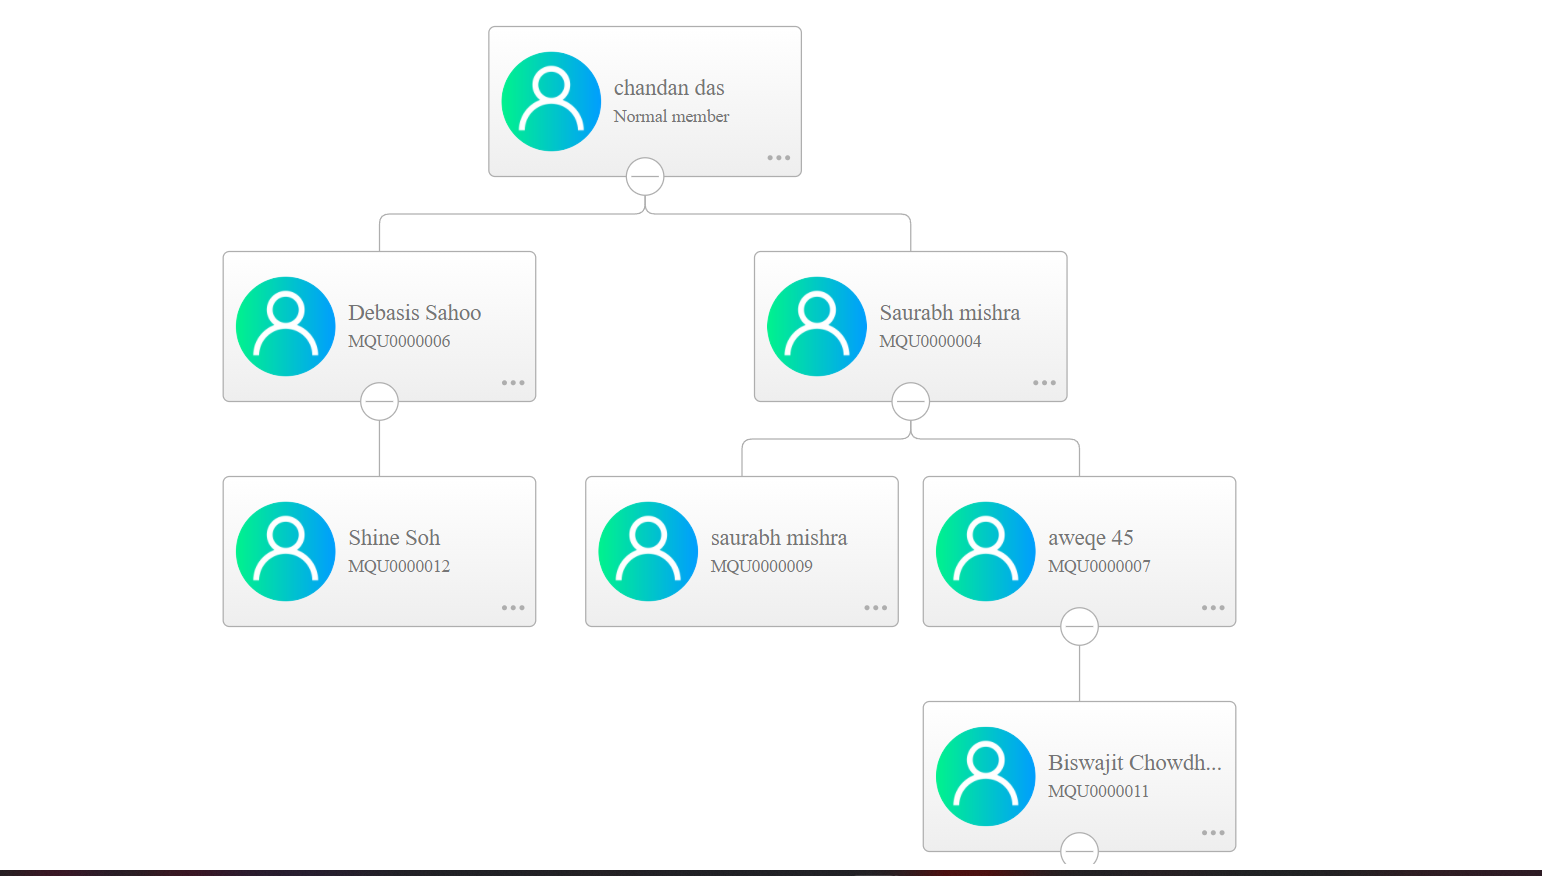 chandan das
Normal member
Debasis Sahoo
MQU0000006
Saurabh mishra
MQU0000004
Shine Soh
MQU0000012
saurabh mishra
MQU0000009
aweqe 45
MQU0000007
Biswajit Chowdh...
MQU0000011